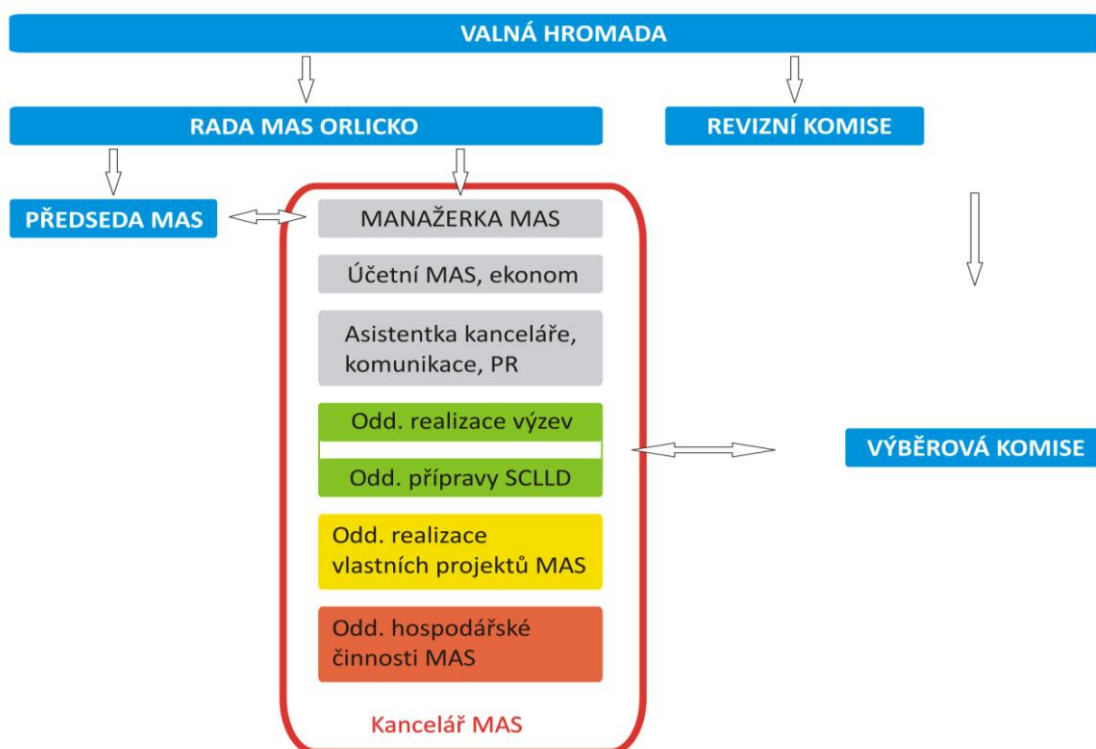 VALNÁ HROMADA
RADA MAS ORLICKO
REVIZNÍ KOMISE
PŘEDSEDA MAS
MANAŽERKA MAS
Účetní MAS, ekonom
Asistentka kanceláře,
komunikace, PR
Odd. realizace výzev
Odd. přípravy SCLLD
VÝBĚROVÁ KOMISE
Odd. realizace
vlastních projektů MAS
Odd. hospodářské
činnosti MAS
Kancelář MAS